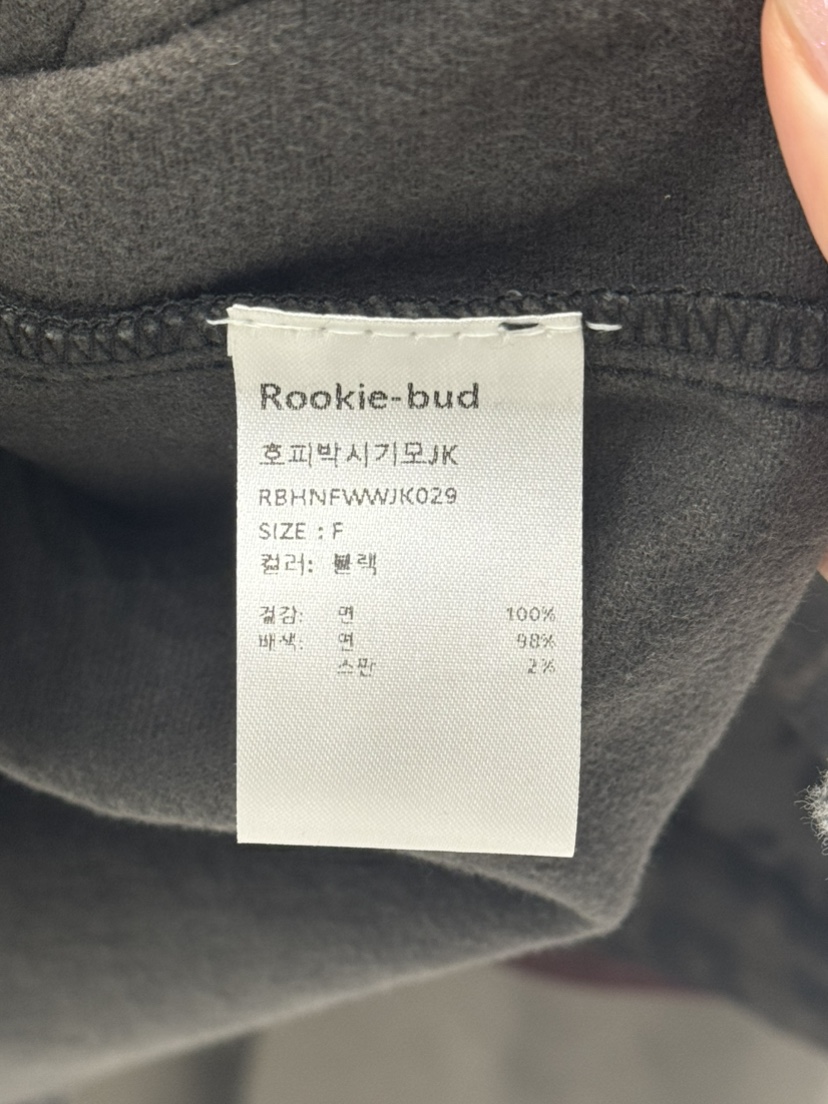 Rookie-bud
호피박시기모JK
RBHNFWWJK029
SIZE : F
컬러: 블랙
겉감: 면 100%
배색: 면 98%
스판 2%